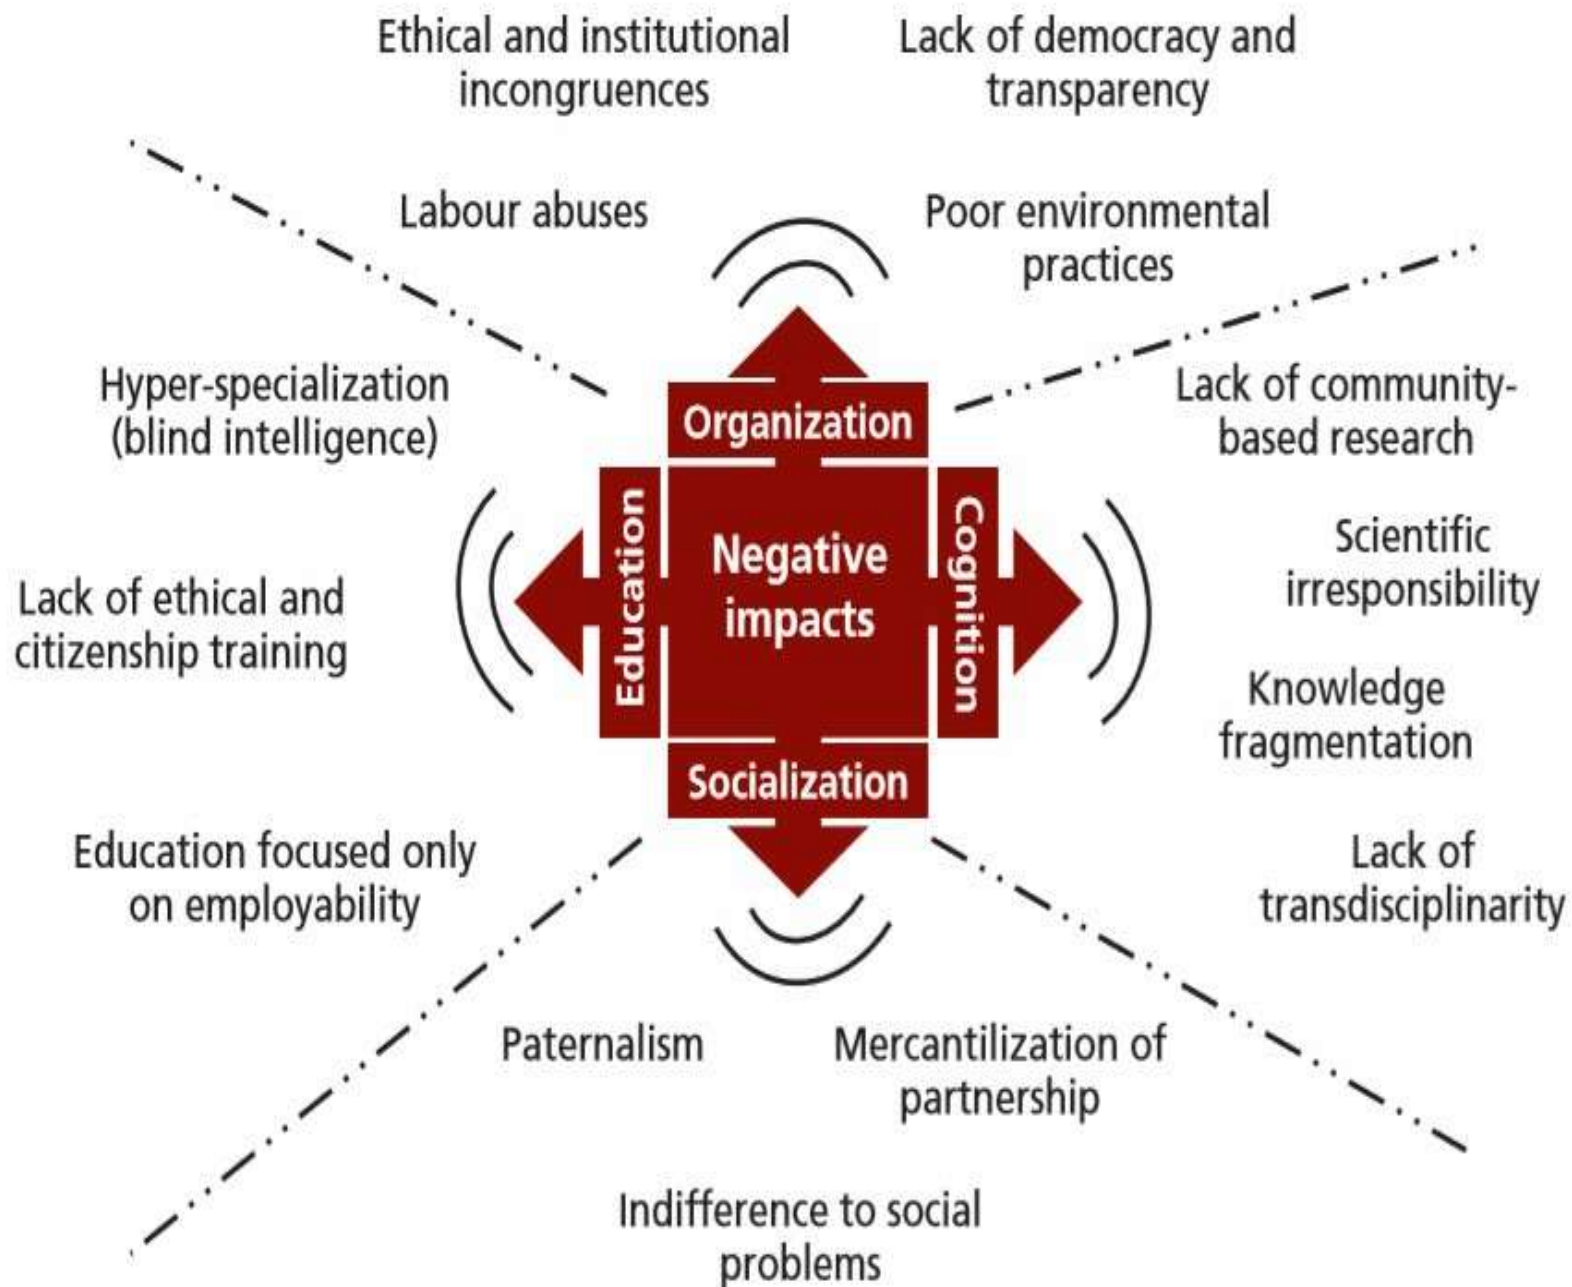 Ethical and institutional
incongruences
Lack of democracy and
transparency
Labour abuses
Poor environmental
practices
Hyper-specialization
(blind intelligence)
Organization
Lack of community-
based research
Education
Negative
impacts
Cognition
Scientific
irresponsibility
Lack of ethical and
citizenship training
Knowledge
fragmentation
Socialization
Education focused only
on employability
Lack of
transdisciplinarity
Paternalism
Mercantilization of
partnership
Indifference to social
problems